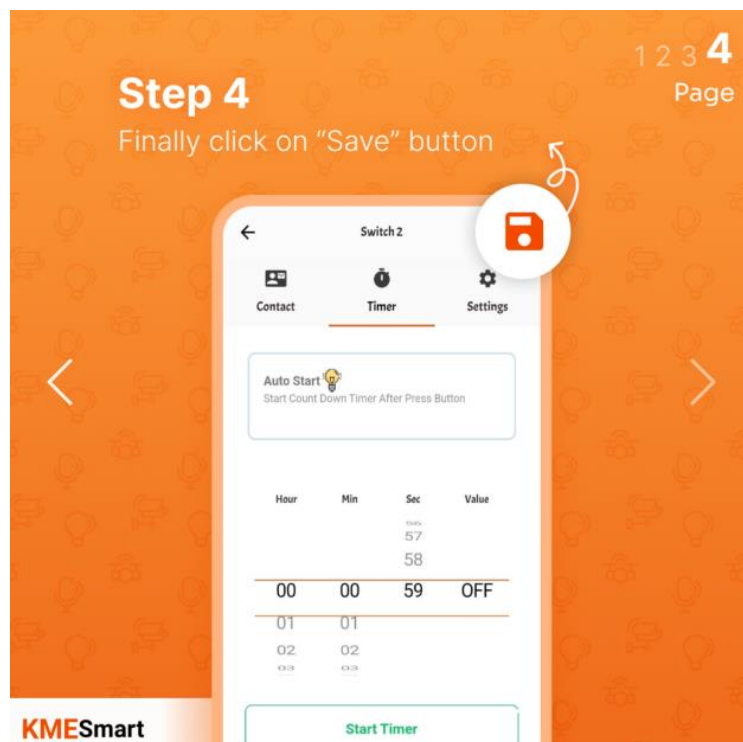 1 2 3 4
Page
Step 4
Finally click on “Save” button
Switch 2
Contact Timer Settings
Auto Start
Start Count Down Timer After Press Button
Hour Min Sec Value
57
58
00 00 59 OFF
01 01
02 02
03 03
Start Timer
KMESmart